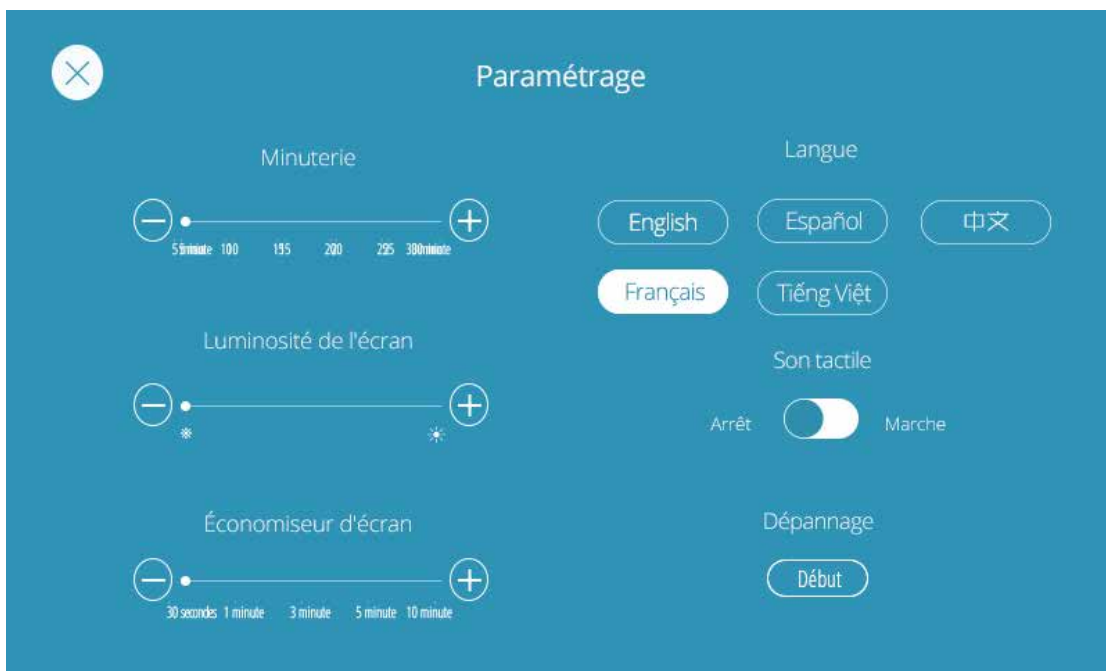 Paramétrage
Minuterie
Luminosité de l'écran
Économiseur d'écran
30 secondes 1 minute 3 minute 5 minute 10 minute
Langue
English Español 中文
Français Tiếng Việt
Son tactile
Arrêt Marche
Dépannage
Début